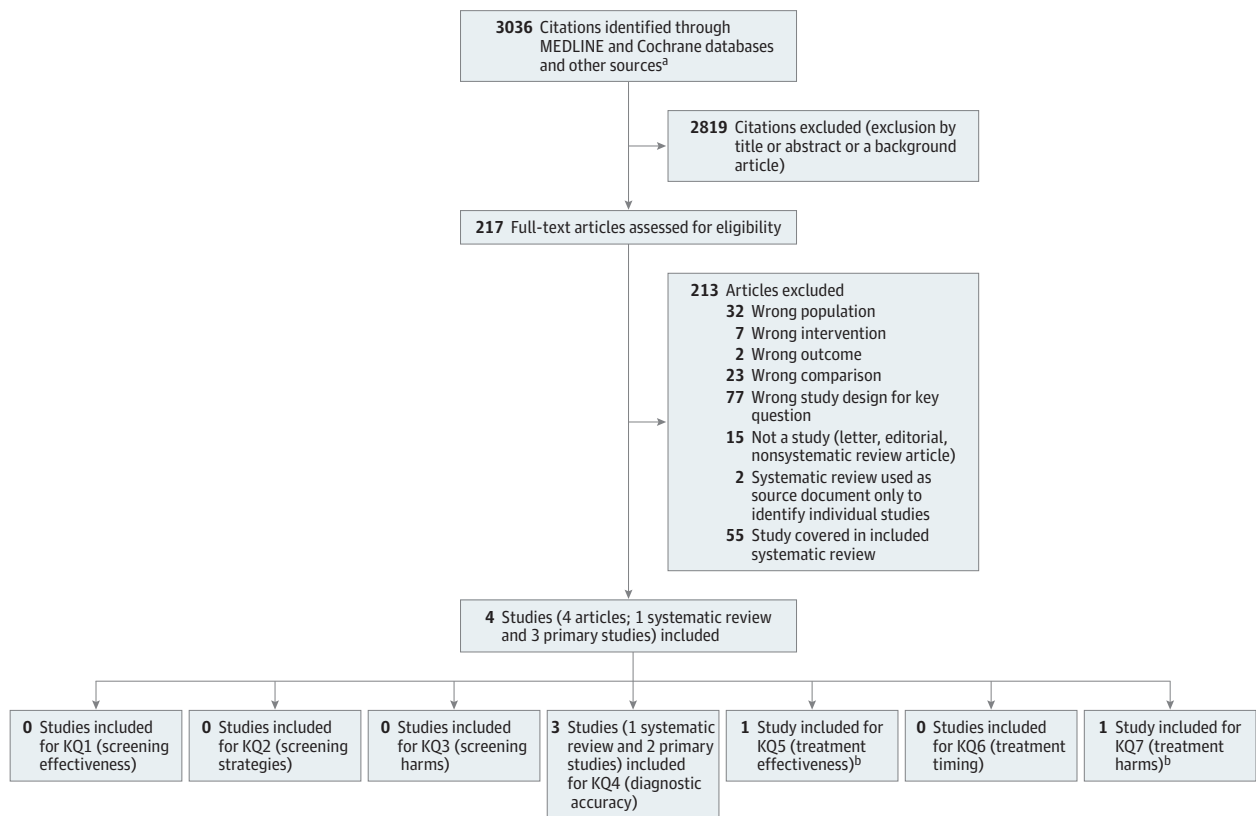 3036 Citations identified through
MEDLINE and Cochrane databases
and other sourcesa
2819 Citations excluded (exclusion by
title or abstract or a background
article)
217 Full-text articles assessed for eligibility
213 Articles excluded
32 Wrong population
7 Wrong intervention
2 Wrong outcome
23 Wrong comparison
77 Wrong study design for key
question
15 Not a study (letter, editorial,
nonsystematic review article)
2 Systematic review used as
source document only to
identify individual studies
55 Study covered in included
systematic review
4 Studies (4 articles; 1 systematic review
and 3 primary studies) included
0 Studies included
for KQ1 (screening
effectiveness)
0 Studies included
for KQ2 (screening
strategies)
0 Studies included
for KQ3 (screening
harms)
3 Studies (1 systematic
review and 2 primary
studies) included
for KQ4 (diagnostic
accuracy)
1 Study included for
KQ5 (treatment
effectiveness)b
0 Studies included
for KQ6 (treatment
timing)
1 Study included for
KQ7 (treatment
harms)b